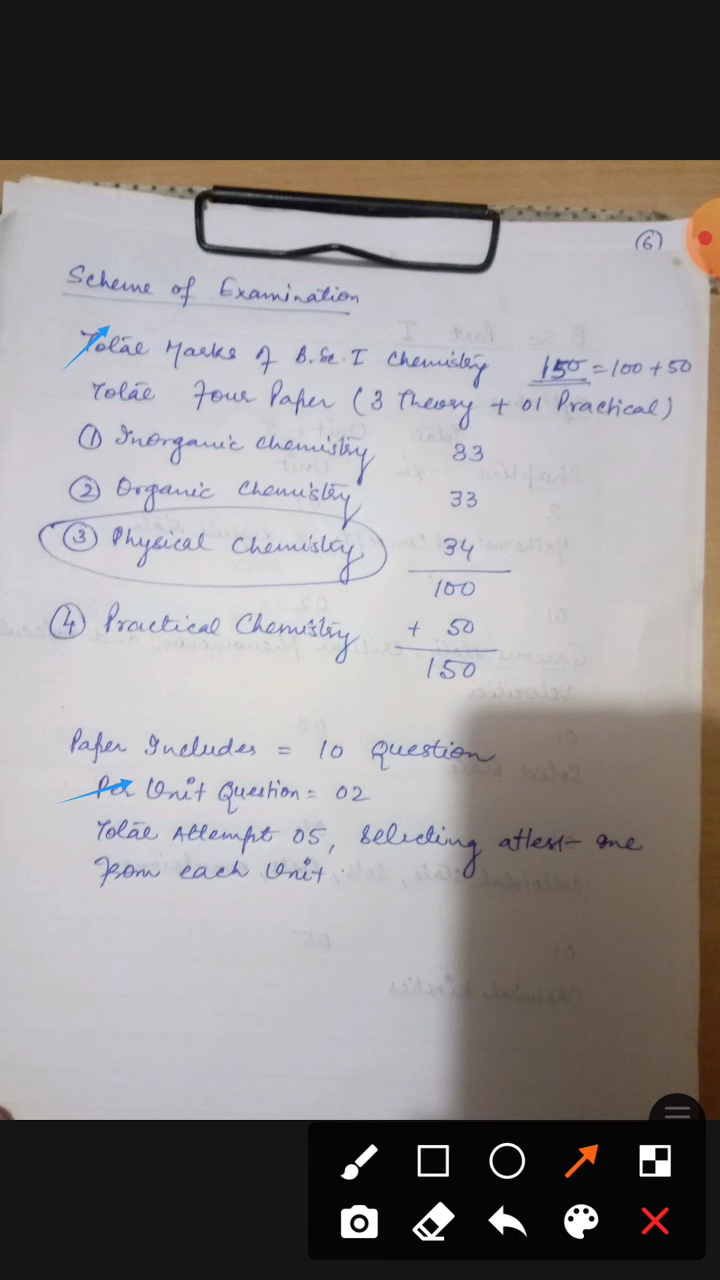 (6)
Scheme of Examination
Total Marks of B.Sc. I Chemistry 150 = 100 + 50
Total Four Paper (3 Theory + 01 Practical)
(1) Inorganic chemistry 33
(2) Organic Chemistry 33
(3) Physical Chemistry 34
100
(4) Practical Chemistry + 50
150
Paper Includes = 10 Question
Per Unit Question = 02
Total Attempt 05, Selecting atlest one
from each Unit.